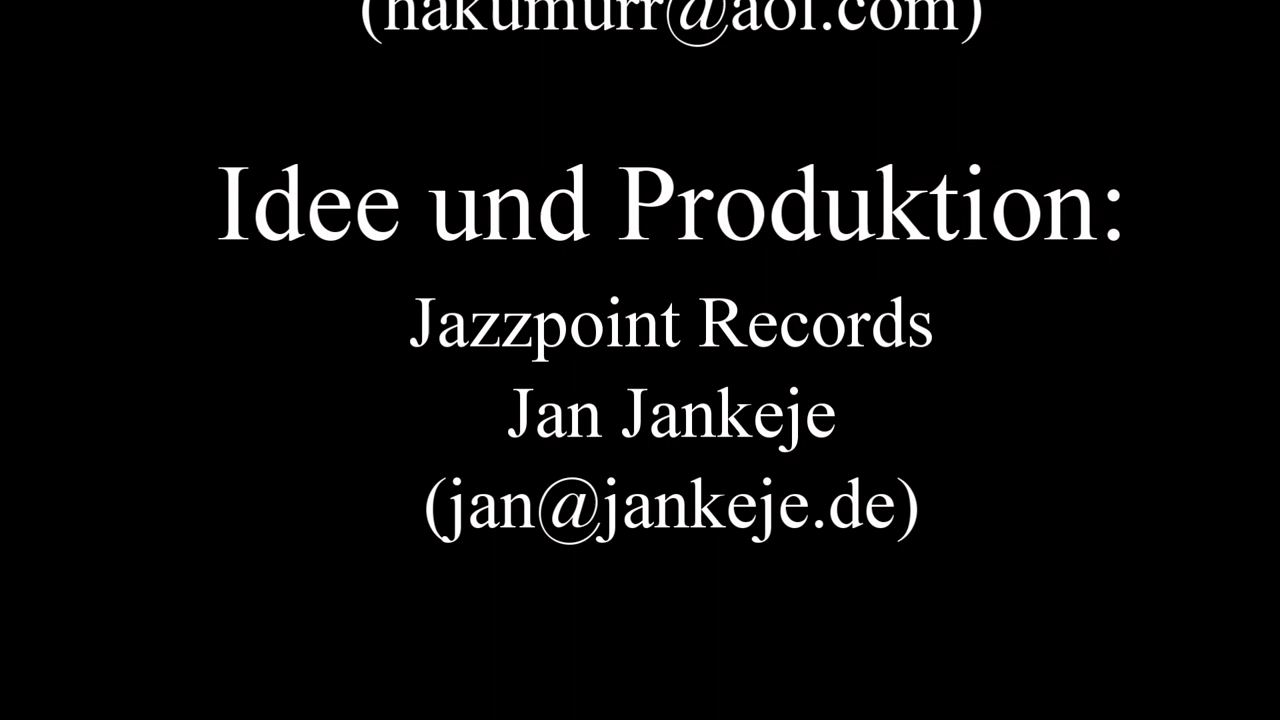 Idee und Produktion:
Jazzpoint Records
Jan Jankeje
(jan@jankeje.de)